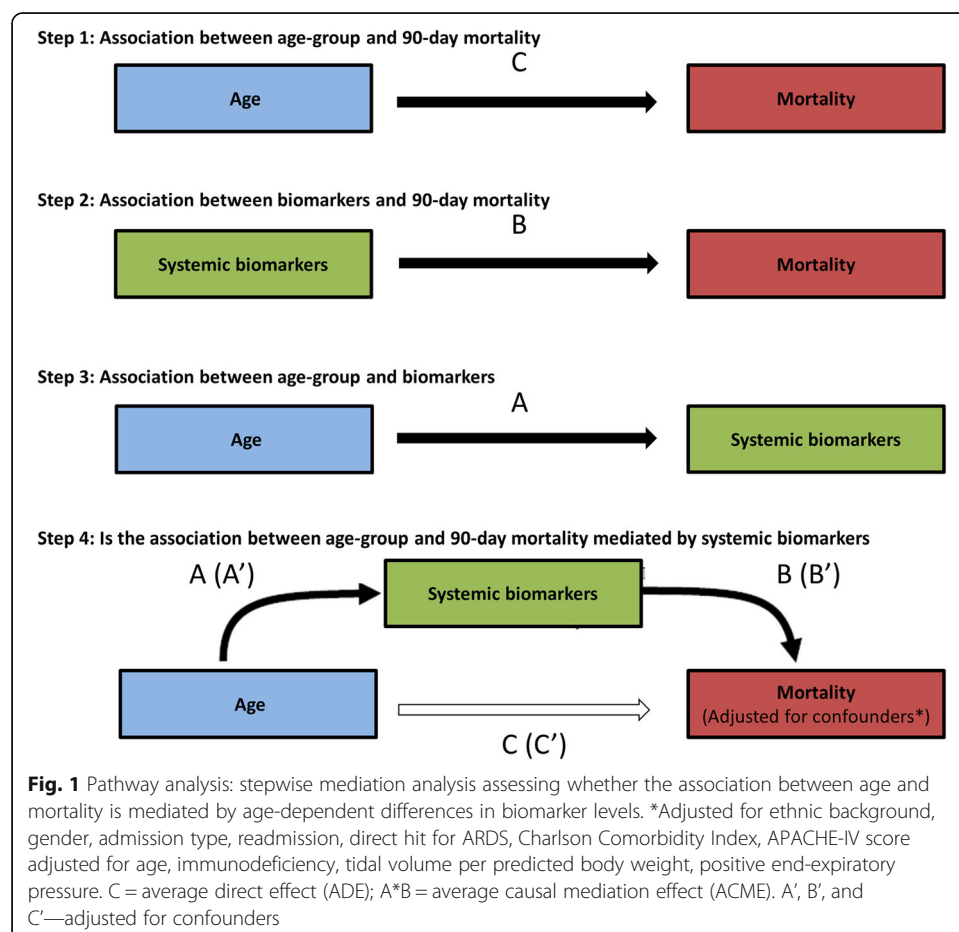 Step 1: Association between age-group and 90-day mortality
C
Age
Mortality
Step 2: Association between biomarkers and 90-day mortality
B
Systemic biomarkers
Mortality
Step 3: Association between age-group and biomarkers
A
Age
Systemic biomarkers
Step 4: Is the association between age-group and 90-day mortality mediated by systemic biomarkers
A (A’)
Systemic biomarkers
B (B’)
Age
Mortality
(Adjusted for confounders*)
C (C’)
Fig. 1 Pathway analysis: stepwise mediation analysis assessing whether the association between age and
mortality is mediated by age-dependent differences in biomarker levels. *Adjusted for ethnic background,
gender, admission type, readmission, direct hit for ARDS, Charlson Comorbidity Index, APACHE-IV score
adjusted for age, immunodeficiency, tidal volume per predicted body weight, positive end-expiratory
pressure. C = average direct effect (ADE); A*B = average causal mediation effect (ACME). A’, B’, and
C’—adjusted for confounders